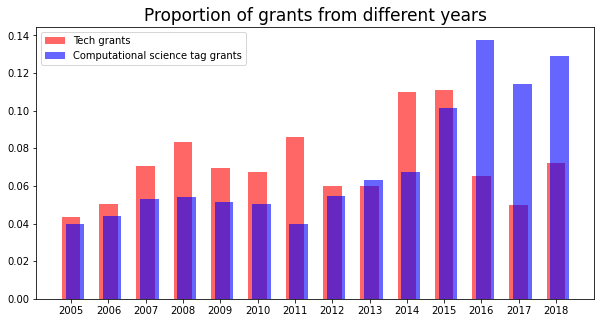 Proportion of grants from different years
Tech grants
Computational science tag grants
0.14
0.12
0.10
0.08
0.06
0.04
0.02
0.00
2005 2006 2007 2008 2009 2010 2011 2012 2013 2014 2015 2016 2017 2018